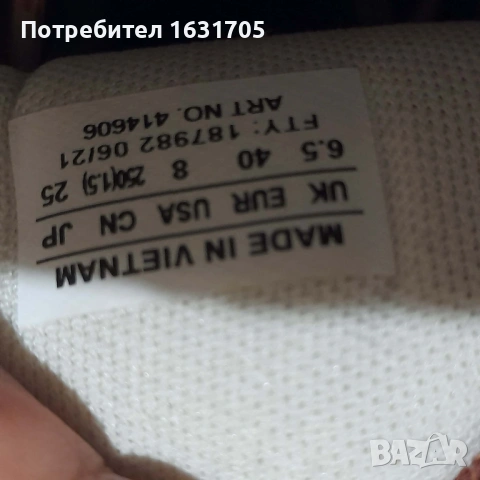 Потребител 1631705
MADE IN VIETNAM
UK EUR USA CN JP
6.5 40 8 250(1.5) 25
FTY: 187982 06/21
ART NO. 414606
BAZAR